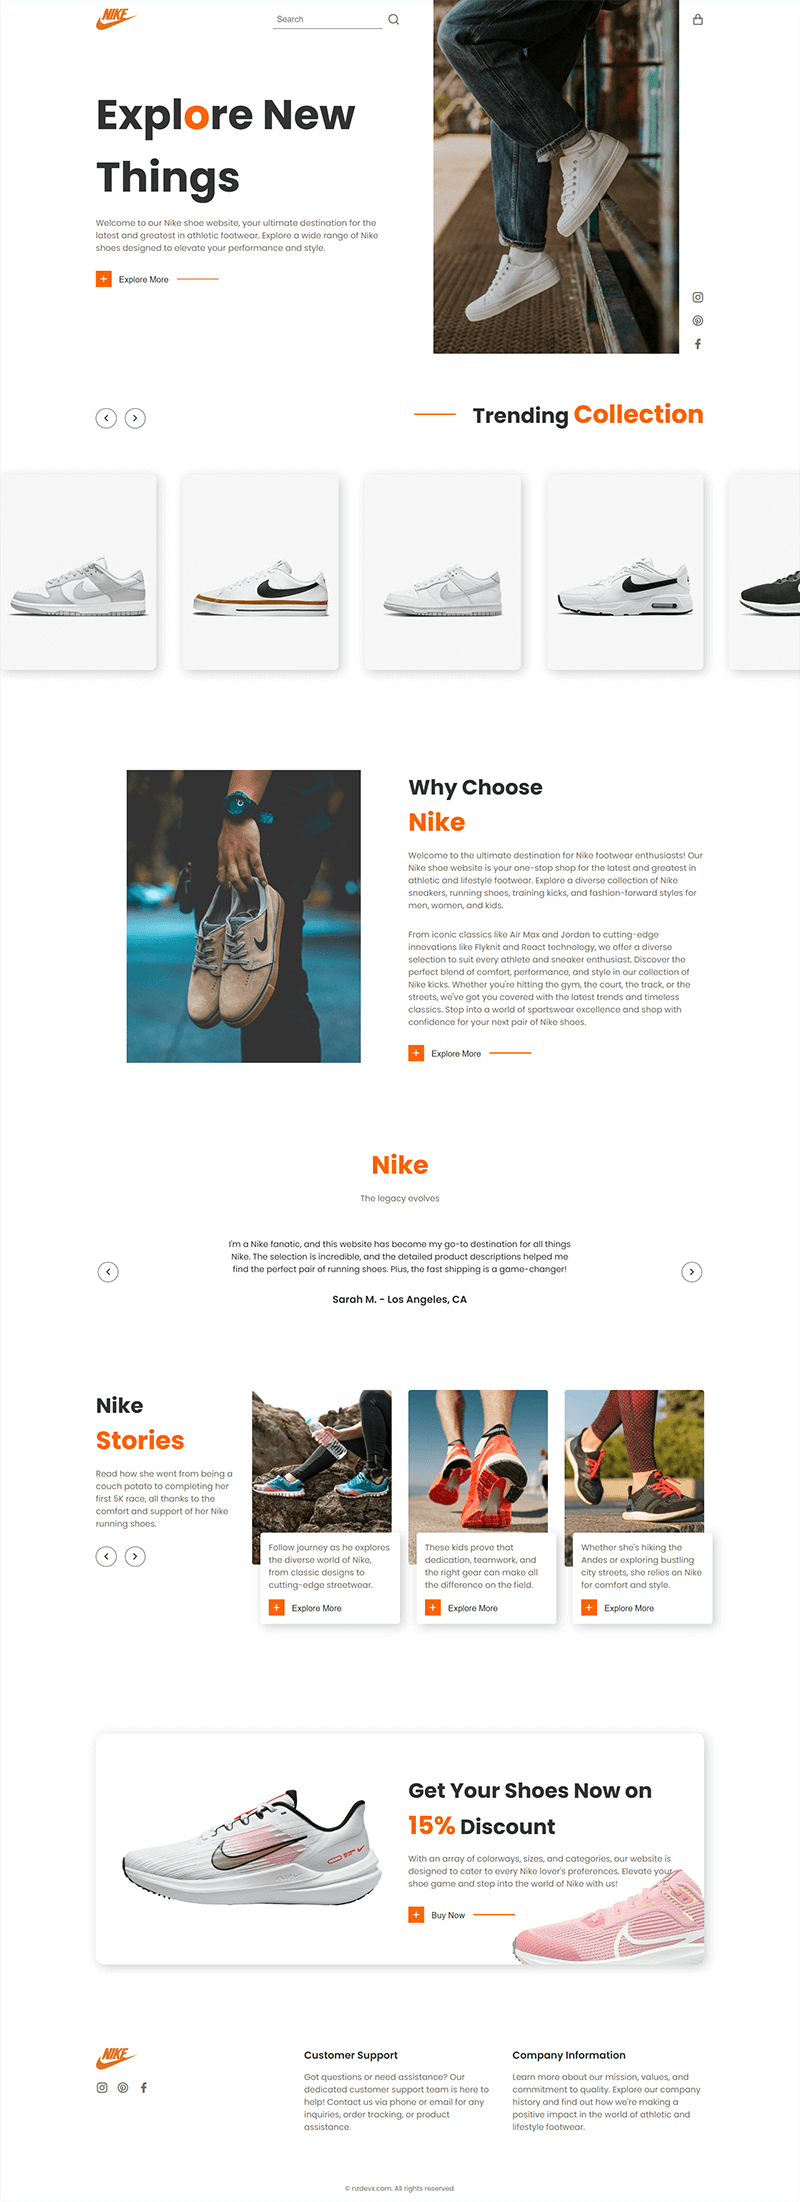 NIKE
Search
Explore New
Things
Welcome to our Nike shoe website, your ultimate destination for the
latest and greatest in athletic footwear. Explore a wide range of Nike
shoes designed to elevate your performance and style.
+ Explore More
Trending Collection
Why Choose
Nike
Welcome to the ultimate destination for Nike footwear enthusiasts! Our
Nike shoe website is your one-stop shop for the latest and greatest in
athletic and lifestyle footwear. Explore a diverse collection of Nike
sneakers, running shoes, training kicks, and fashion-forward styles for
men, women, and kids.
From iconic classics like Air Max and Jordan to cutting-edge
innovations like Flyknit and React technology, we offer a diverse
selection to suit every athlete and sneaker enthusiast. Discover the
perfect blend of comfort, performance, and style in our collection of
Nike kicks. Whether you're hitting the gym, the court, the track, or the
streets, we've got you covered with the latest trends and timeless
classics. Step into a world of sportswear excellence and shop with
confidence for your next pair of Nike shoes.
+ Explore More
Nike
The legacy evolves
I'm a Nike fanatic, and this website has become my go-to destination for all things
Nike. The selection is incredible, and the detailed product descriptions helped me
find the perfect pair of running shoes. Plus, the fast shipping is a game-changer!
Sarah M. - Los Angeles, CA
Nike
Stories
Read how she went from being a
couch potato to completing her
first 5K race, all thanks to the
comfort and support of her Nike
running shoes.
Follow journey as he explores
the diverse world of Nike,
from classic designs to
cutting-edge streetwear.
+ Explore More
These kids prove that
dedication, teamwork, and
the right gear can make all
the difference on the field.
+ Explore More
Whether she's hiking the
Andes or exploring bustling
city streets, she relies on Nike
for comfort and style.
+ Explore More
Get Your Shoes Now on
15% Discount
With an array of colorways, sizes, and categories, our website is
designed to cater to every Nike lover's preferences. Elevate your
shoe game and step into the world of Nike with us!
+ Buy Now
NIKE
Customer Support
Got questions or need assistance? Our
dedicated customer support team is here to
help! Contact us via phone or email for any
inquiries, order tracking, or product
assistance.
Company Information
Learn more about our mission, values, and
commitment to quality. Explore our company
history and find out how we're making a
positive impact in the world of athletic and
lifestyle footwear.
© nzdevx.com. All rights reserved.